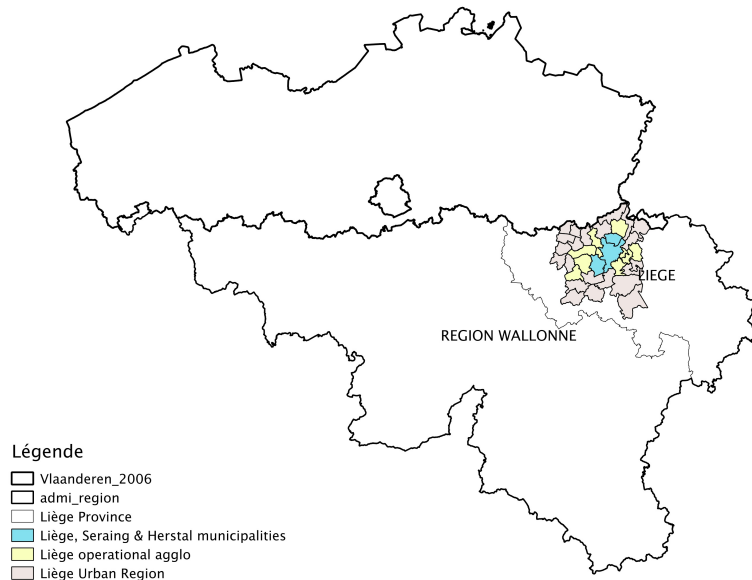 LIEGE
REGION WALLONNE
Légende
Vlaanderen_2006
admi_region
Liège Province
Liège, Seraing & Herstal municipalities
Liège operational agglo
Liège Urban Region